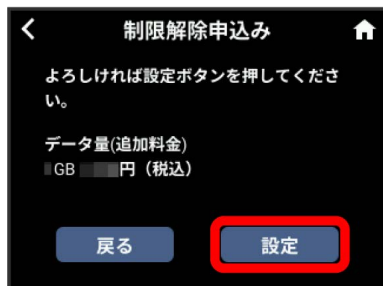 制限解除申込み
よろしければ設定ボタンを押してくださ
い。
データ量(追加料金)
GB 円（税込）
戻る 設定